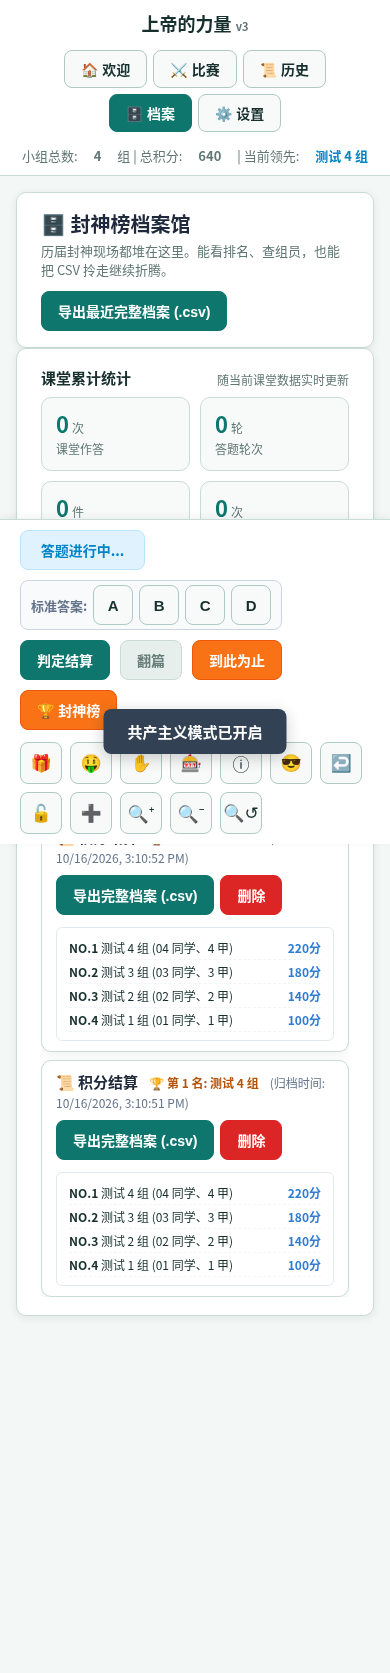 上帝的力量 v3
🏠 欢迎
⚔️ 比赛
📜 历史
🗄️ 档案
⚙️ 设置
小组总数: 4 组 | 总积分: 640 | 当前领先: 测试 4 组
🗄️ 封神榜档案馆
历届封神现场都堆在这里。能看排名、查组员，也能
把 CSV 拎走继续折腾。
导出最近完整档案 (.csv)
课堂累计统计
随当前课堂数据实时更新
0 次
课堂作答
0 轮
答题轮次
0 件
0 次
答题进行中...
标准答案:
A
B
C
D
判定结算
翻篇
到此为止
🏆 封神榜
共产主义模式已开启
10/16/2026, 3:10:52 PM)
导出完整档案 (.csv)
删除
NO.1 测试 4 组 (04 同学、4 甲) 220分
NO.2 测试 3 组 (03 同学、3 甲) 180分
NO.3 测试 2 组 (02 同学、2 甲) 140分
NO.4 测试 1 组 (01 同学、1 甲) 100分
📜 积分结算 🏆 第 1 名: 测试 4 组 (归档时间:
10/16/2026, 3:10:51 PM)
导出完整档案 (.csv)
删除
NO.1 测试 4 组 (04 同学、4 甲) 220分
NO.2 测试 3 组 (03 同学、3 甲) 180分
NO.3 测试 2 组 (02 同学、2 甲) 140分
NO.4 测试 1 组 (01 同学、1 甲) 100分